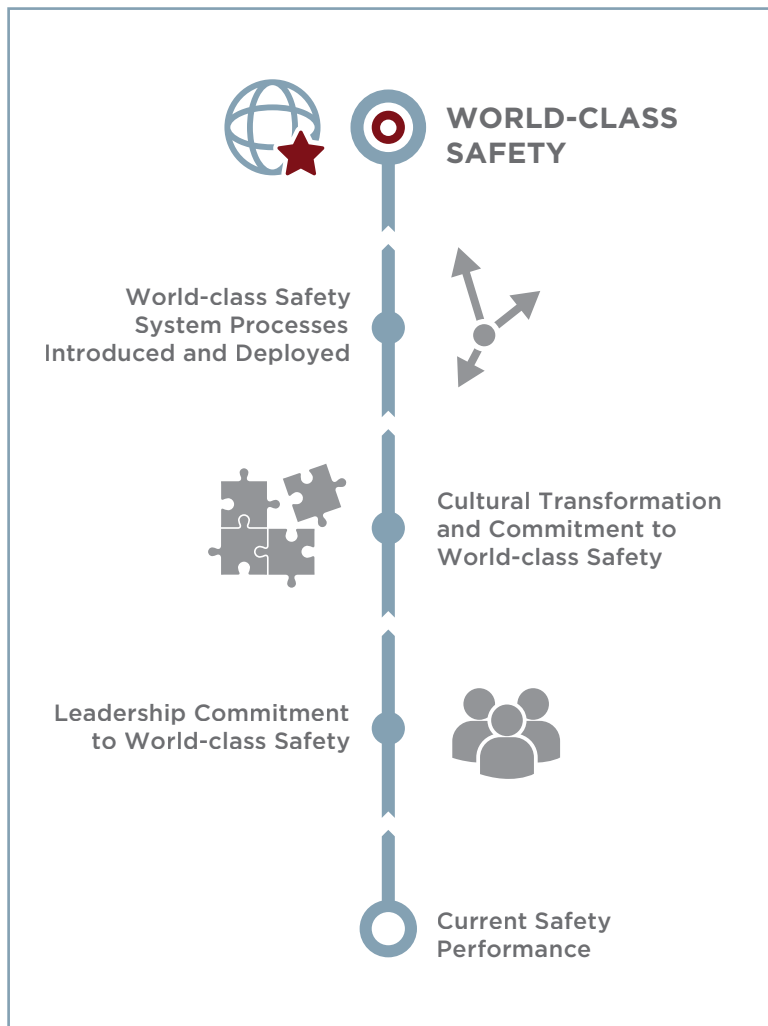 WORLD-CLASS
SAFETY
World-class Safety
System Processes
Introduced and Deployed
Cultural Transformation
and Commitment to
World-class Safety
Leadership Commitment
to World-class Safety
Current Safety
Performance